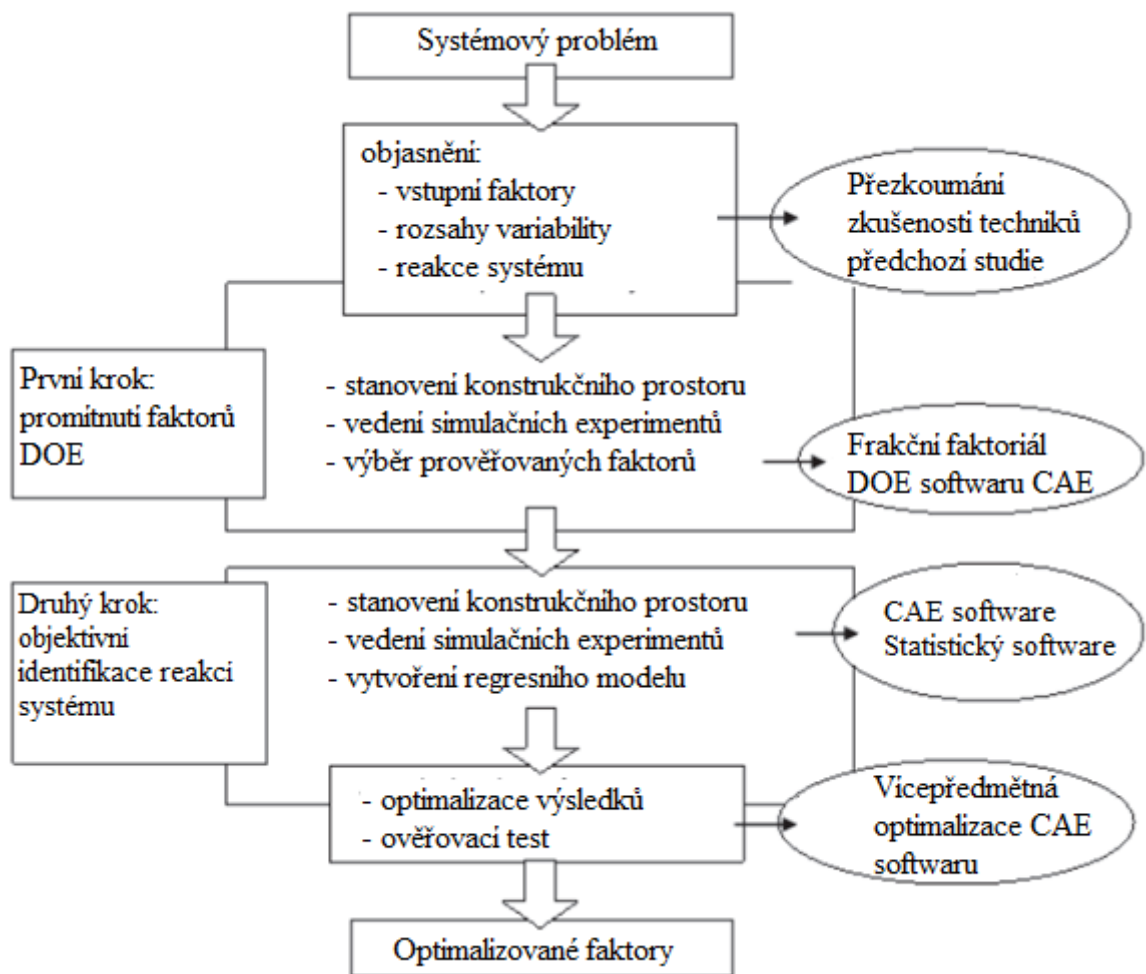 Systémový problém
objasnění:
- vstupní faktory
- rozsahy variability
- reakce systému
Přezkoumání
zkušenosti techniků
předchozí studie
První krok:
promítnutí faktorů
DOE
- stanovení konstrukčního prostoru
- vedení simulačních experimentů
- výběr prověřovaných faktorů
Frakční faktoriál
DOE softwaru CAE
Druhý krok:
objektivní
identifikace reakcí
systému
- stanovení konstrukčního prostoru
- vedení simulačních experimentů
- vytvoření regresního modelu
CAE software
Statistický software
- optimalizace výsledků
- ověřovací test
Vícepředmětná
optimalizace CAE
softwaru
Optimalizované faktory